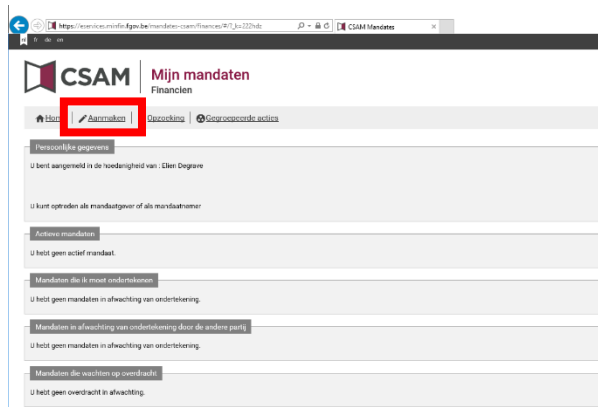 https://eservices.minfin.fgov.be/mandates-csam/finances/#/?_k=222hdz
CSAM Mandates
nl fr de en
CSAM
Mijn mandaten
Financien
Aanmaken Opzoeking Gegroepeerde acties
Persoonlijke gegevens
U bent aangemeld in de hoedanigheid van : Elien Degrave
U kunt optreden als mandaatgever of als mandaatnemer
Actieve mandaten
U hebt geen actief mandaat.
Mandaten die ik moet ondertekenen
U hebt geen mandaten in afwachting van ondertekening.
Mandaten in afwachting van ondertekening door de andere partij
U hebt geen mandaten in afwachting van ondertekening.
Mandaten die wachten op overdracht
U hebt geen overdracht in afwachting.